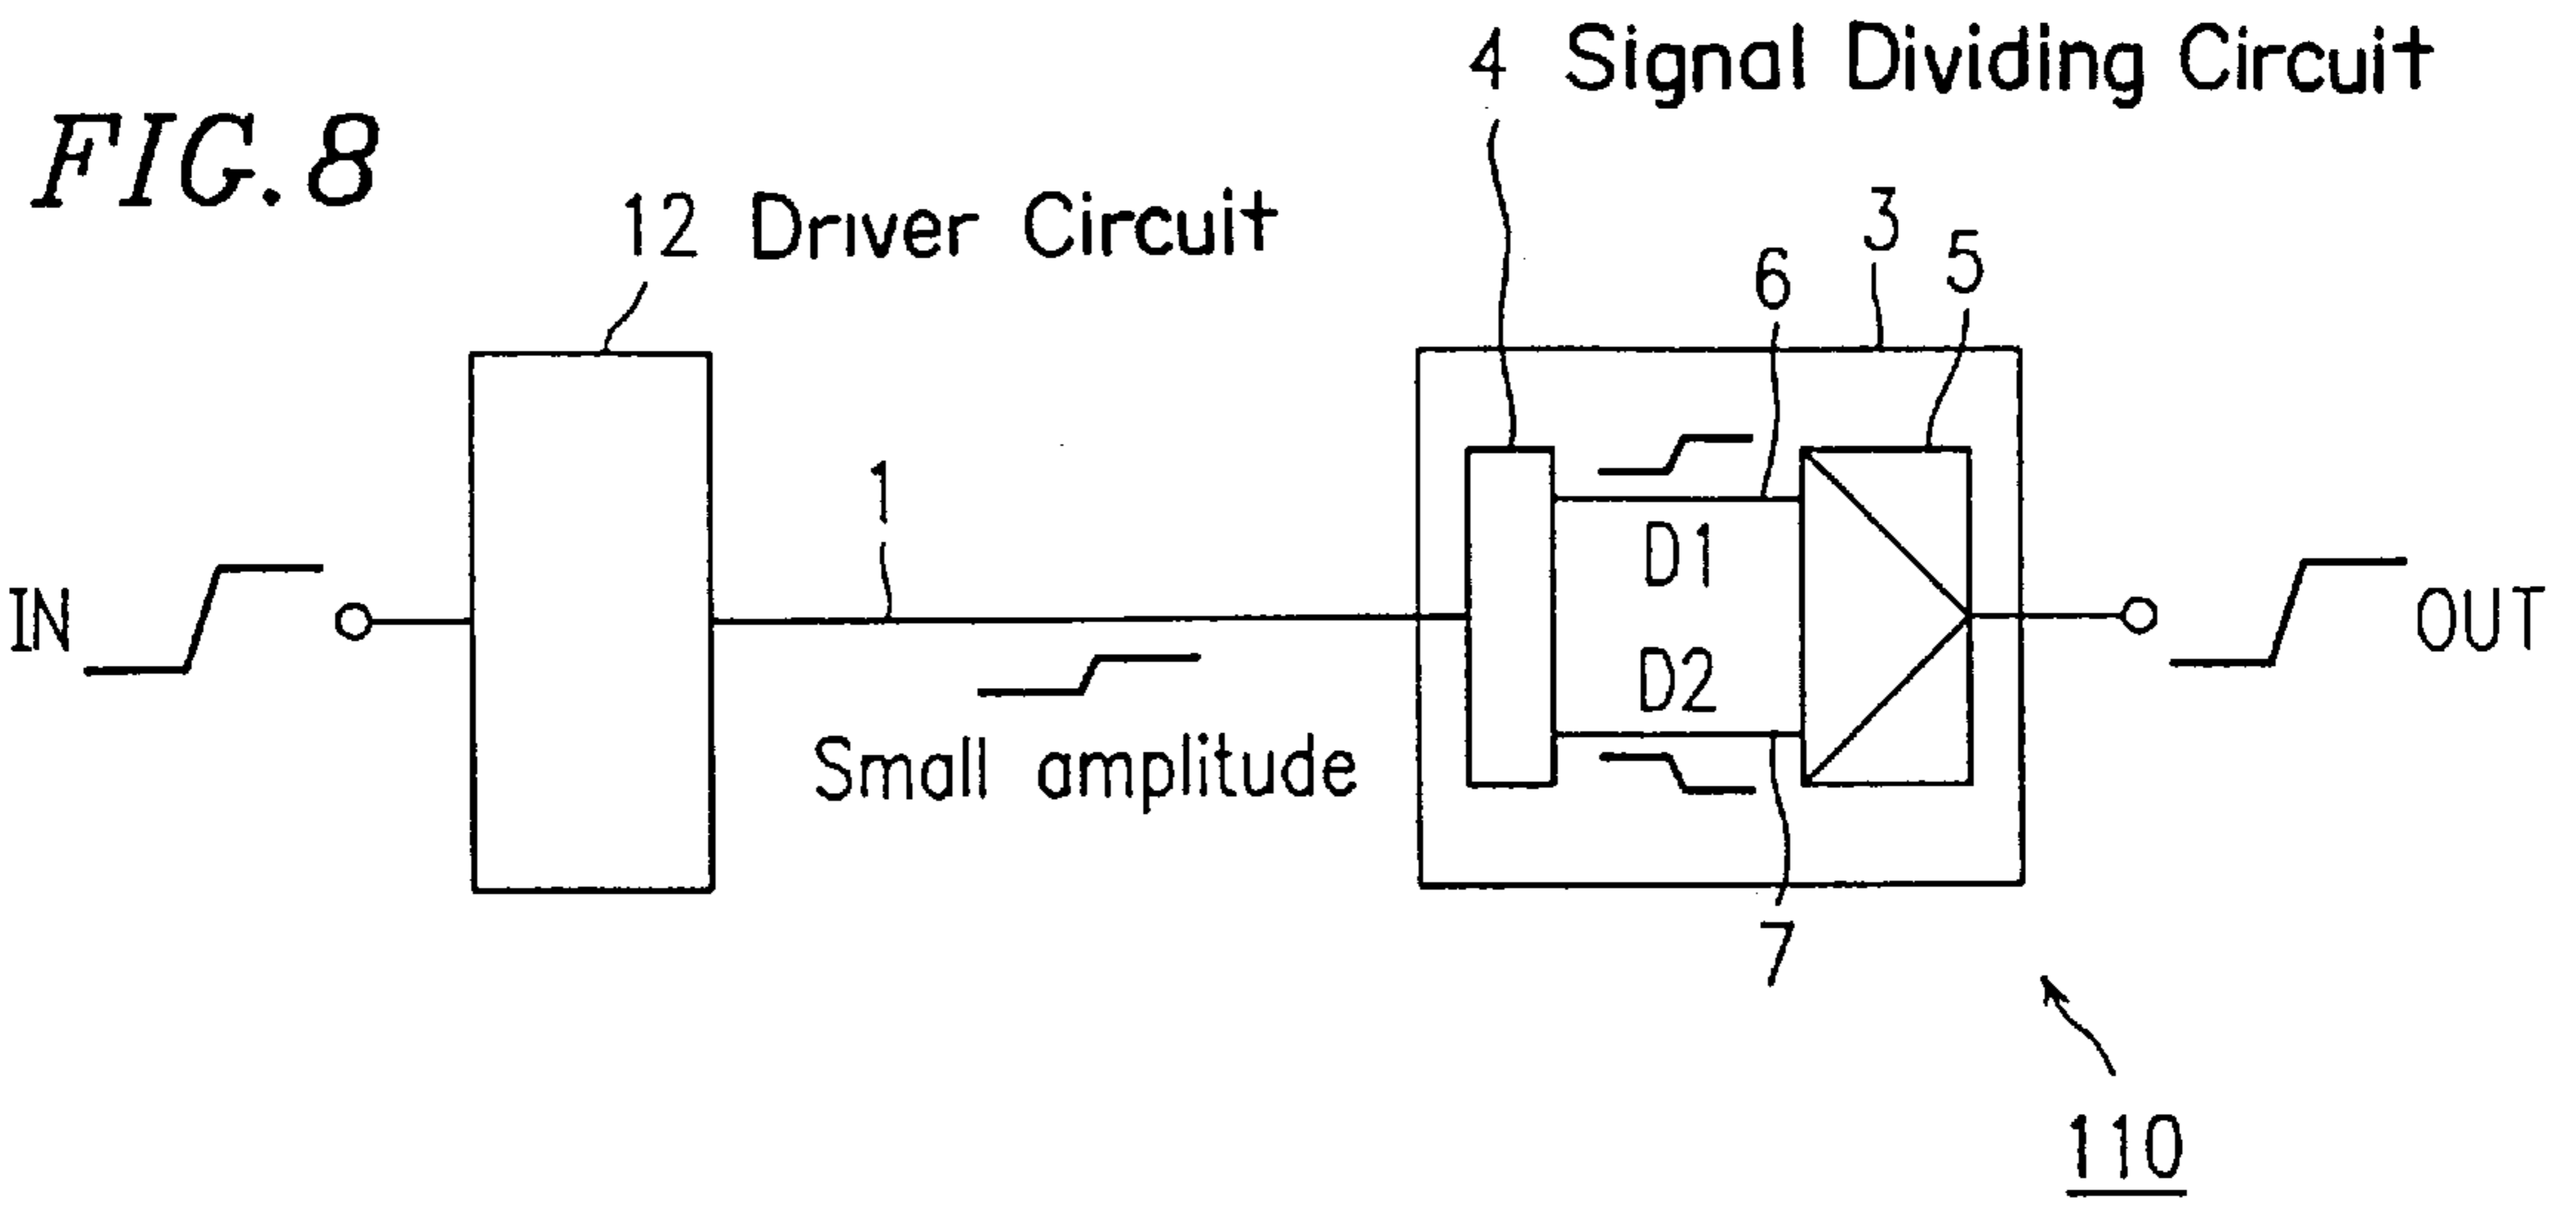 FIG.8
4 Signal Dividing Circuit
12 Driver Circuit
3
5
6
1
IN
D1
D2
OUT
Small amplitude
7
110